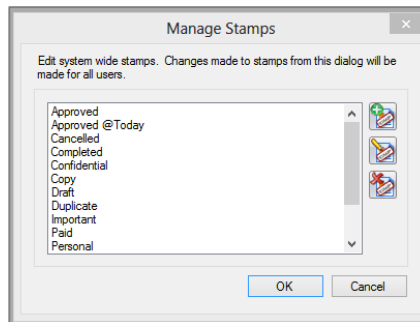 Manage Stamps
Edit system wide stamps. Changes made to stamps from this dialog will be
made for all users.
Approved
Approved @Today
Cancelled
Completed
Confidential
Copy
Draft
Duplicate
Important
Paid
Personal
OK Cancel